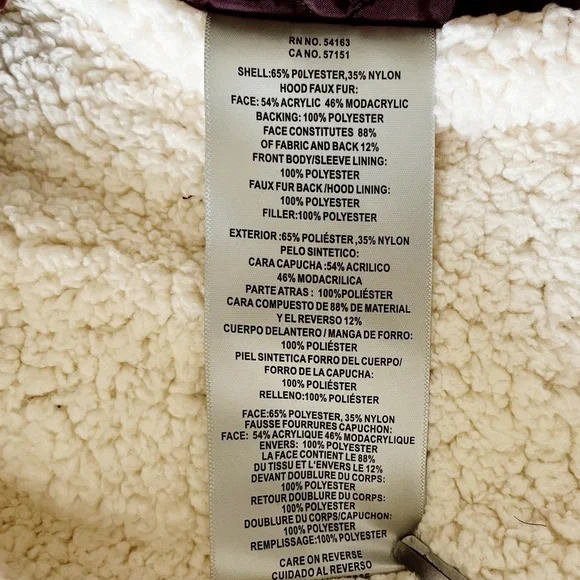 RN NO. 54163
CA NO. 57151
SHELL:65% POLYESTER,35% NYLON
HOOD FAUX FUR:
FACE: 54% ACRYLIC 46% MODACRYLIC
BACKING: 100% POLYESTER
FACE CONSTITUTES 88%
OF FABRIC AND BACK 12%
FRONT BODY/SLEEVE LINING:
100% POLYESTER
FAUX FUR BACK /HOOD LINING:
100% POLYESTER
FILLER:100% POLYESTER
EXTERIOR :65% POLIÉSTER ,35% NYLON
PELO SINTETICO:
CARA CAPUCHA :54% ACRILICO
46% MODACRILICA
PARTE ATRAS : 100%POLIÉSTER
CARA COMPUESTO DE 88% DE MATERIAL
Y EL REVERSO 12%
CUERPO DELANTERO / MANGA DE FORRO:
100% POLIÉSTER
PIEL SINTETICA FORRO DEL CUERPO/
FORRO DE LA CAPUCHA:
100% POLIÉSTER
RELLENO:100% POLIÉSTER
FACE:65% POLYESTER, 35% NYLON
FAUSSE FOURRURES CAPUCHON:
FACE: 54% ACRYLIQUE 46% MODACRYLIQUE
ENVERS: 100% POLYESTER
LA FACE CONTIENT LE 88%
DU TISSU ET L'ENVERS LE 12%
DEVANT DOUBLURE DU CORPS:
100% POLYESTER
RETOUR DOUBLURE DU CORPS:
100% POLYESTER
DOUBLURE DU CORPS/CAPUCHON:
100% POLYESTER
REMPLISSAGE:100% POLYESTER
CARE ON REVERSE
CUIDADO AL REVERSO